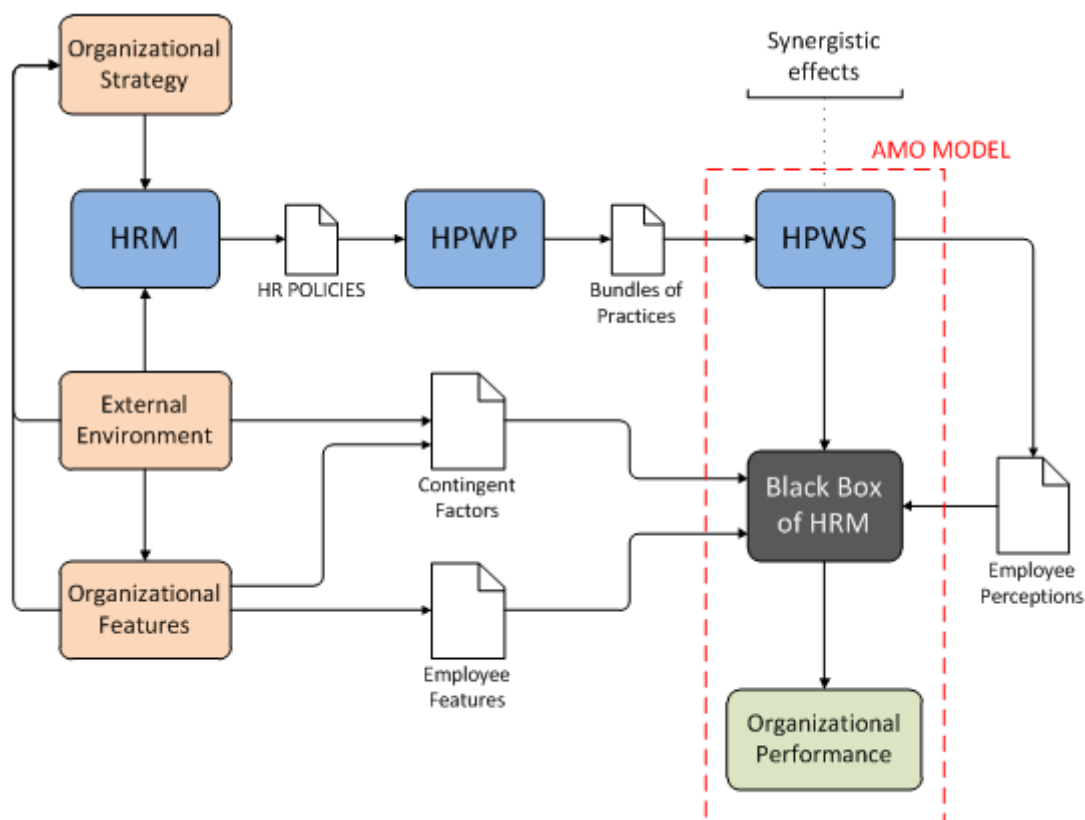 Organizational
Strategy
Synergistic
effects
AMO MODEL
HRM
HR POLICIES
HPWP
Bundles of
Practices
HPWS
External
Environment
Contingent
Factors
Black Box
of HRM
Employee
Perceptions
Organizational
Features
Employee
Features
Organizational
Performance